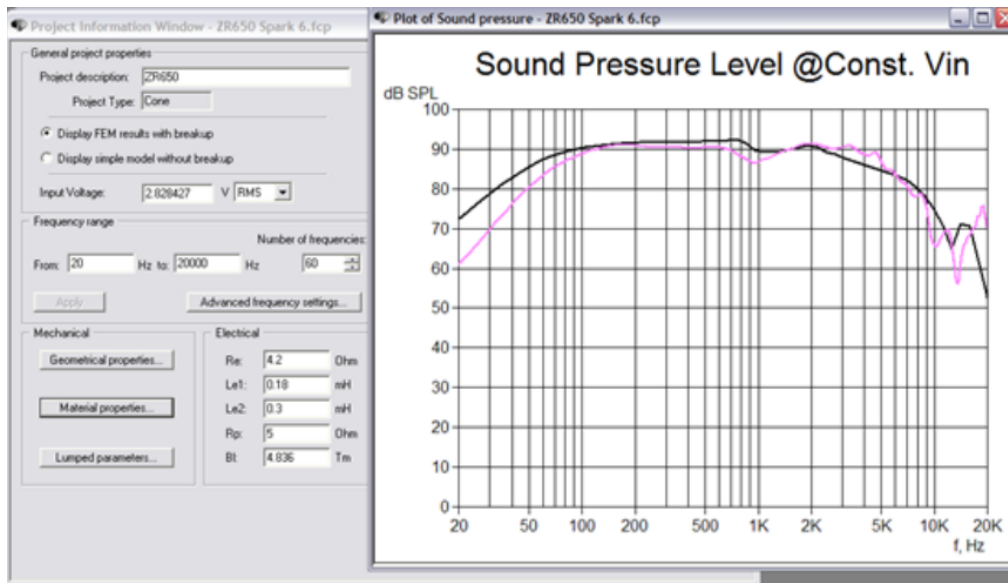 Project Information Window - ZR650 Spark 6.fcp
General project properties
Project description: ZR650
Project Type: Cone
Display FEM results with breakup
Display simple model without breakup
Input Voltage: 2.828427 V RMS
Frequency range
Number of frequencies:
From: 20 Hz to: 20000 Hz 60
Apply Advanced frequency settings...
Mechanical
Geometrical properties...
Material properties...
Lumped parameters...
Electrical
Re: 4.2 Ohm
Le1: 0.18 mH
Le2: 0.3 mH
Rp: 5 Ohm
Bl: 4.836 Tm
Plot of Sound pressure - ZR650 Spark 6.fcp
Sound Pressure Level @Const. Vin
dB SPL
100
90
80
70
60
50
40
30
20
10
0
20 50 100 200 500 1K 2K 5K 10K 20K
f, Hz